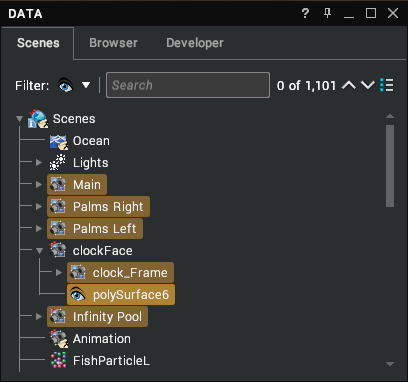 DATA ?
Scenes Browser Developer
Filter: Search 0 of 1,101
Scenes
Ocean
Lights
Main
Palms Right
Palms Left
clockFace
clock_Frame
polySurface6
Infinity Pool
Animation
FishParticleL